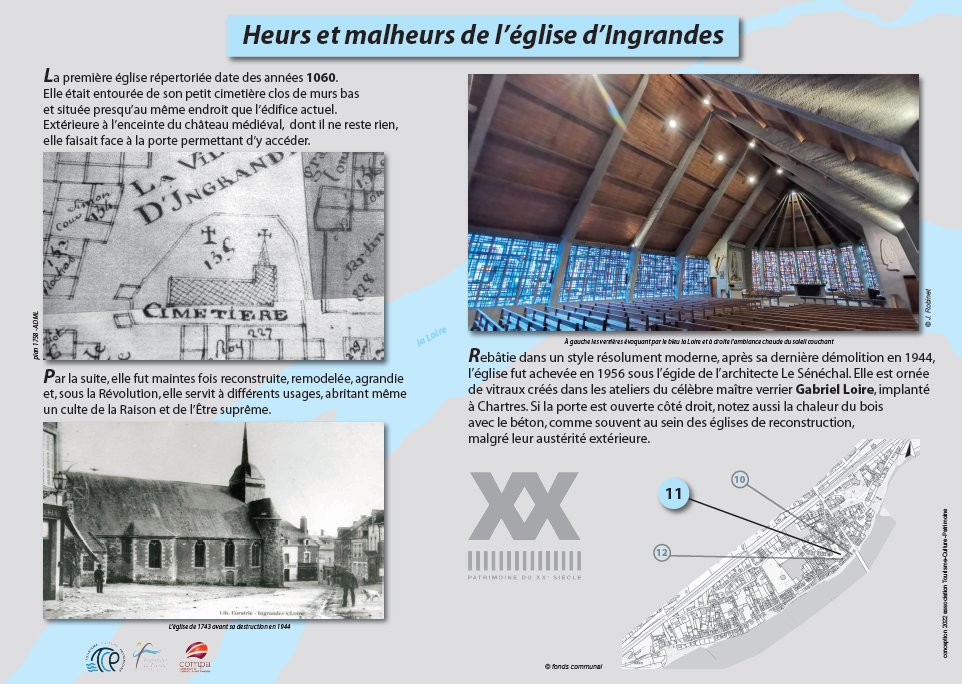 Heurs et malheurs de l'église d'Ingrandes
La première église répertoriée date des années 1060.
Elle était entourée de son petit cimetière clos de murs bas
et située presqu'au même endroit que l'édifice actuel.
Extérieure à l'enceinte du château médiéval, dont il ne reste rien,
elle faisait face à la porte permettant d'y accéder.
LA VILLE
D'INGRANDE
136
CIMETIERE
227
plan 1758 - ADML
Par la suite, elle fut maintes fois reconstruite, remodelée, agrandie
et, sous la Révolution, elle servit à différents usages, abritant même
un culte de la Raison et de l'Être suprême.
L'église de 1743 avant sa destruction en 1944
la Loire
© J. Robinet
À gauche les verrières évoquant par le bleu la Loire et à droite l'ambiance chaude du soleil couchant
Rebâtie dans un style résolument moderne, après sa dernière démolition en 1944,
l'église fut achevée en 1956 sous l'égide de l'architecte Le Sénéchal. Elle est ornée
de vitraux créés dans les ateliers du célèbre maître verrier Gabriel Loire, implanté
à Chartres. Si la porte est ouverte côté droit, notez aussi la chaleur du bois
avec le béton, comme souvent au sein des églises de reconstruction,
malgré leur austérité extérieure.
XX
PATRIMOINE DU XXe SIÈCLE
10
11
12
© fonds communal
compa
conception 2022 association Tourisme-Culture-Patrimoine